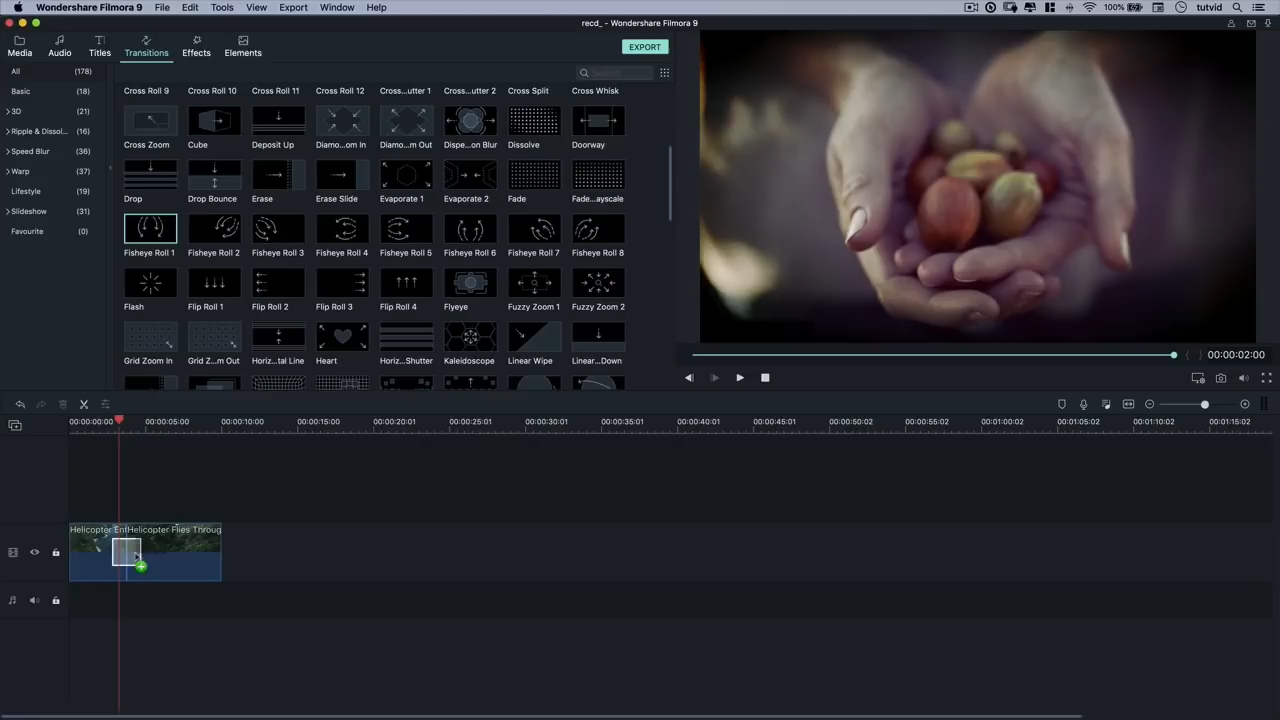 Wondershare Filmora 9 File Edit Tools View Export Window Help 100% tutvid
recd_ - Wondershare Filmora 9
Media Audio Titles Transitions Effects Elements EXPORT
All (178)
Basic (18)
3D (21)
Ripple & Dissol... (16)
Speed Blur (36)
Warp (37)
Lifestyle (19)
Slideshow (31)
Favourite (0)
Search
Cross Roll 9 Cross Roll 10 Cross Roll 11 Cross Roll 12 Cros...utter 1 Cros...utter 2 Cross Split Cross Whisk
Cross Zoom Cube Deposit Up Diamo...om In Diamo...m Out Dispe...on Blur Dissolve Doorway
Drop Drop Bounce Erase Erase Slide Evaporate 1 Evaporate 2 Fade Fade...ayscale
Fisheye Roll 1 Fisheye Roll 2 Fisheye Roll 3 Fisheye Roll 4 Fisheye Roll 5 Fisheye Roll 6 Fisheye Roll 7 Fisheye Roll 8
Flash Flip Roll 1 Flip Roll 2 Flip Roll 3 Flip Roll 4 Flyeye Fuzzy Zoom 1 Fuzzy Zoom 2
Grid Zoom In Grid Z...m Out Horiz...tal Line Heart Horiz...Shutter Kaleidoscope Linear Wipe Linear...Down
00:00:02:00
00:00:00:00 00:00:05:00 00:00:10:00 00:00:15:00 00:00:20:01 00:00:25:01 00:00:30:01 00:00:35:01 00:00:40:01 00:00:45:01 00:00:50:01 00:00:55:02 00:01:00:02 00:01:05:02 00:01:10:02 00:01:15:02
Helicopter Ent Helicopter Flies Throug